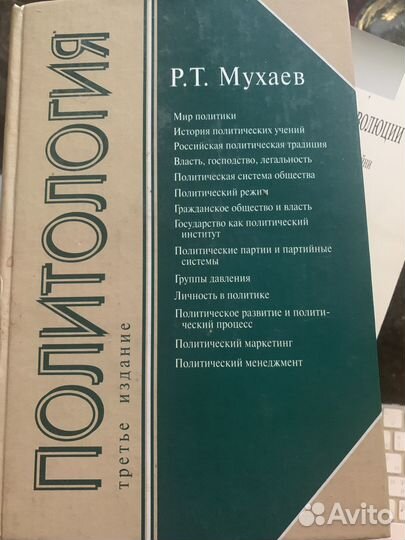 ПОЛИТОЛОГИЯ
третье издание
Р.Т. Мухаев
Мир политики
История политических учений
Российская политическая традиция
Власть, господство, легальность
Политическая система общества
Политический режим
Гражданское общество и власть
Государство как политический
институт
Политические партии и партийные
системы
Группы давления
Личность в политике
Политическое развитие и полити-
ческий процесс
Политический маркетинг
Политический менеджмент
Avito